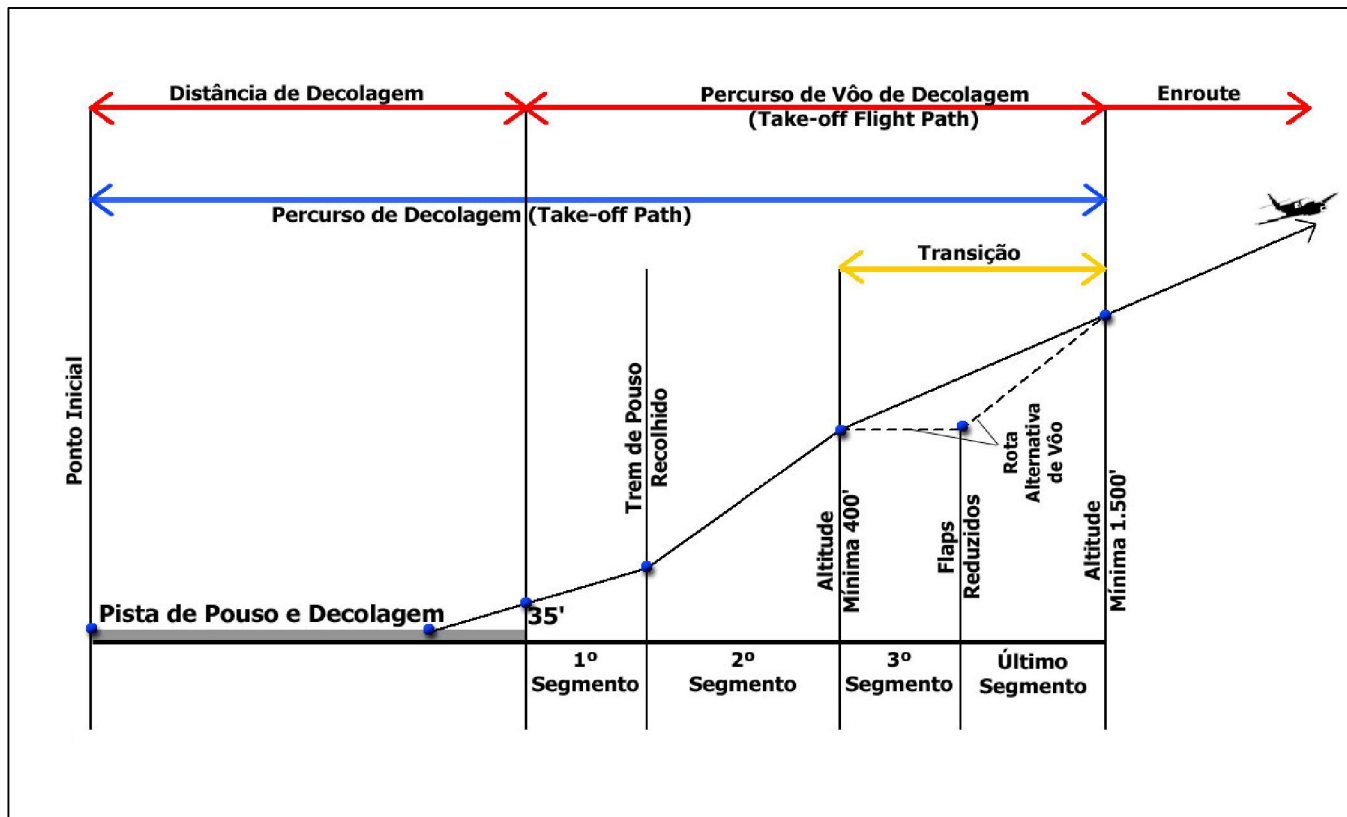 Distância de Decolagem
Percurso de Vôo de Decolagem
(Take-off Flight Path)
Enroute
Percurso de Decolagem (Take-off Path)
Transição
Ponto Inicial
Trem de Pouso
Recolhido
Altitude
Mínima 400'
Flaps
Reduzidos
Rota
Alternativa
de Vôo
Altitude
Mínima 1.500'
Pista de Pouso e Decolagem
35'
1º
Segmento
2º
Segmento
3º
Segmento
Último
Segmento